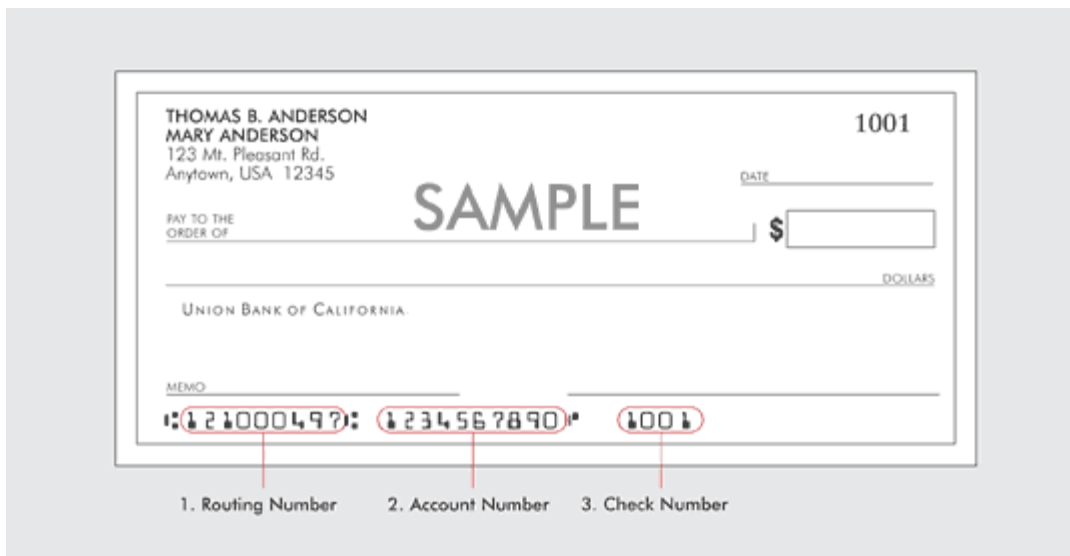 THOMAS B. ANDERSON
MARY ANDERSON
123 Mt. Pleasant Rd.
Anytown, USA 12345
1001
DATE
SAMPLE
PAY TO THE
ORDER OF
$
DOLLARS
UNION BANK OF CALIFORNIA
MEMO
⑆121000497⑆ 1234567890⑈ 1001
1. Routing Number 2. Account Number 3. Check Number